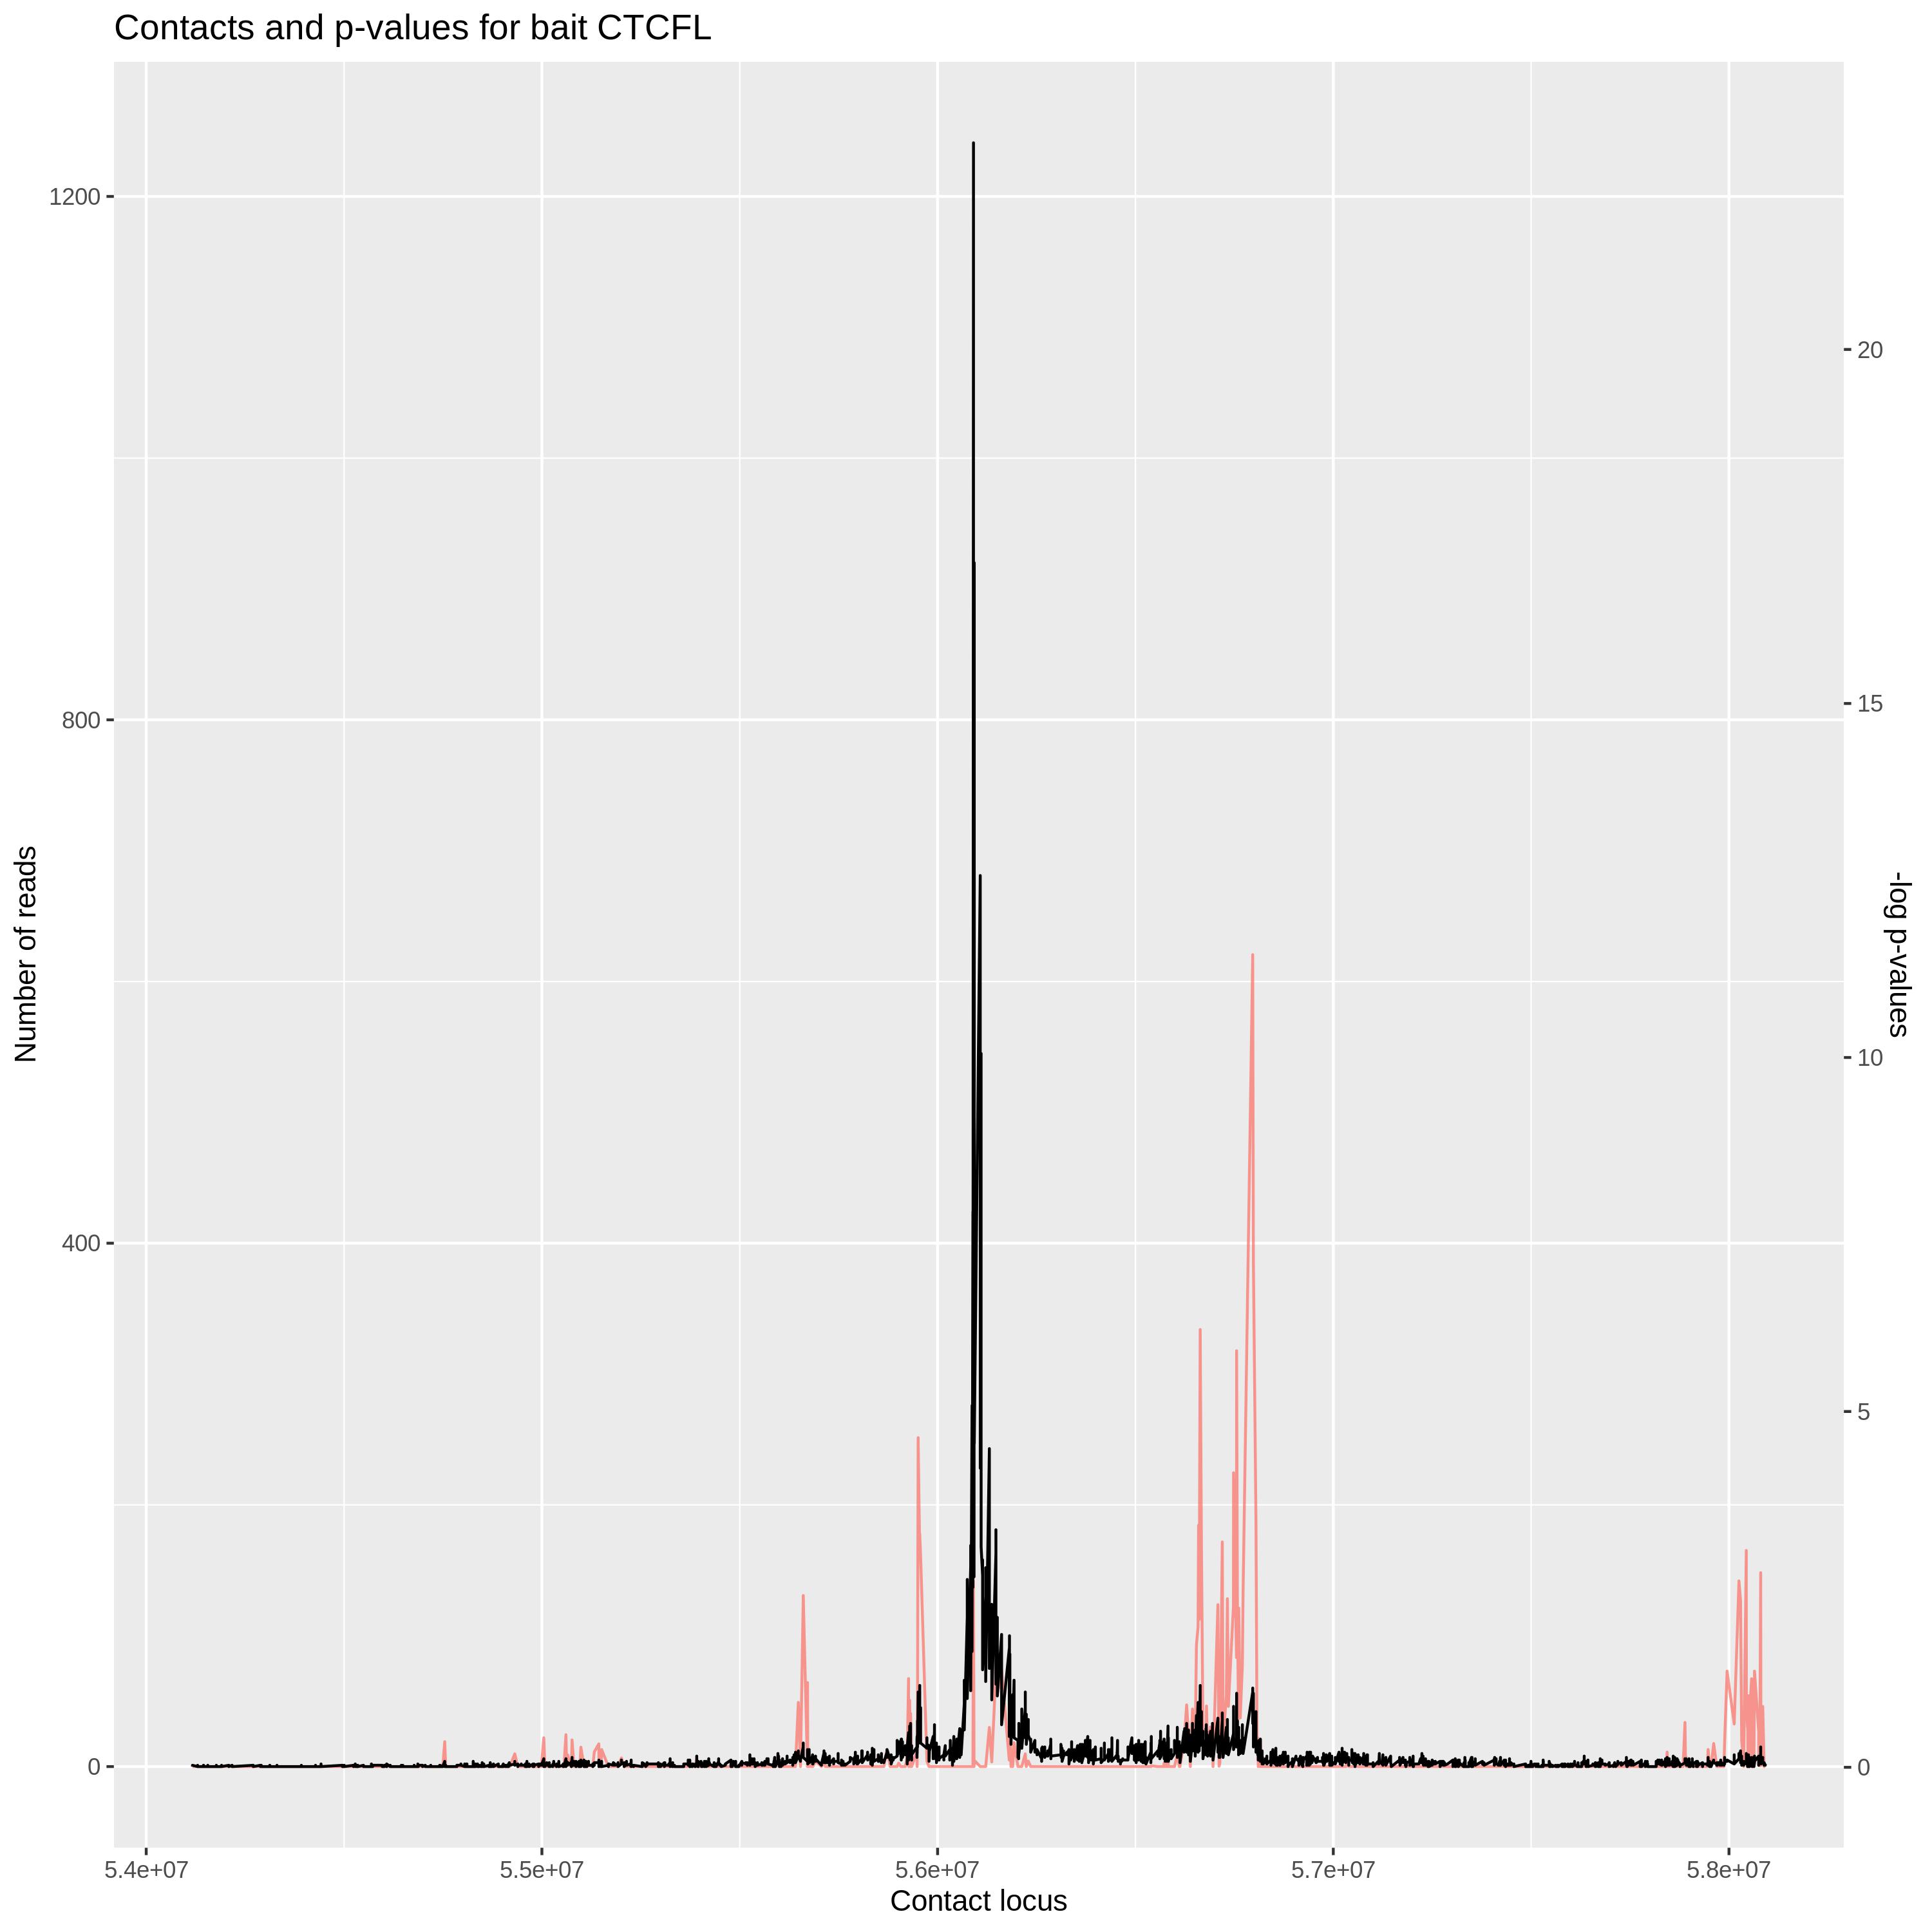 Contacts and p-values for bait CTCFL
1200
800
400
0
Number of reads
20
15
10
5
0
-log p-values
5.4e+07
5.5e+07
5.6e+07
5.7e+07
5.8e+07
Contact locus